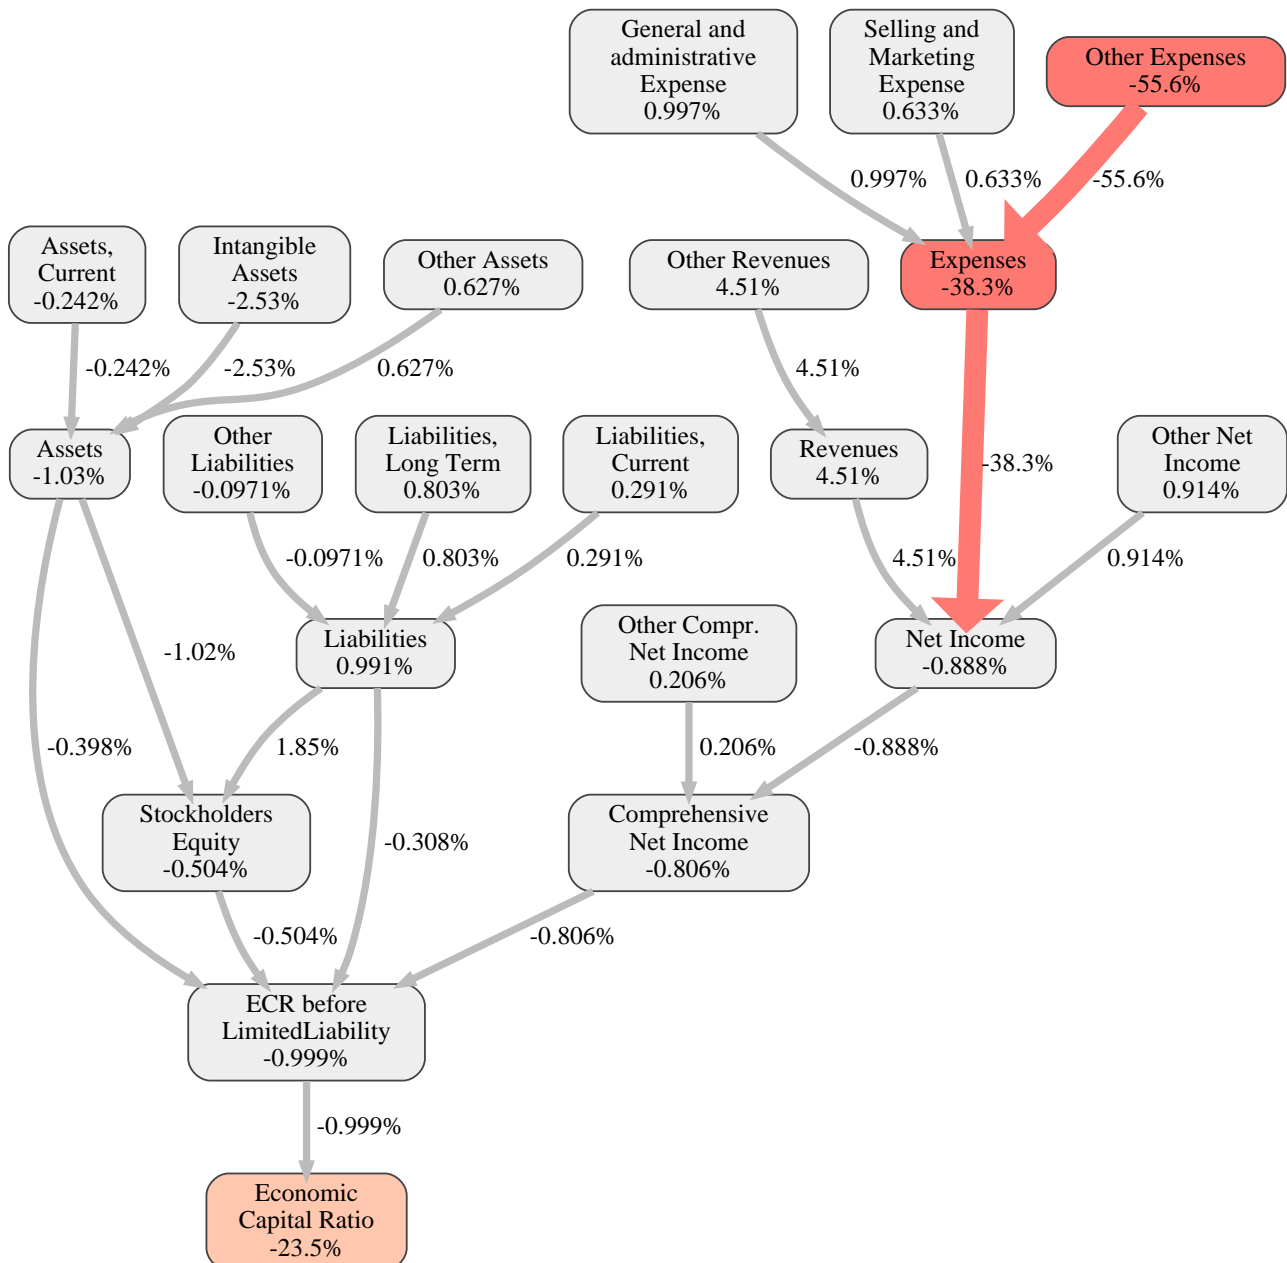 General and
administrative
Expense
0.997%
Selling and
Marketing
Expense
0.633%
Other Expenses
-55.6%
0.997%
0.633%
-55.6%
Assets,
Current
-0.242%
Intangible
Assets
-2.53%
Other Assets
0.627%
Other Revenues
4.51%
Expenses
-38.3%
-0.242%
-2.53%
0.627%
4.51%
Assets
-1.03%
Other
Liabilities
-0.0971%
Liabilities,
Long Term
0.803%
Liabilities,
Current
0.291%
Revenues
4.51%
-38.3%
Other Net
Income
0.914%
-0.0971%
0.803%
0.291%
4.51%
0.914%
-1.02%
Liabilities
0.991%
Other Compr.
Net Income
0.206%
Net Income
-0.888%
-0.398%
1.85%
0.206%
-0.888%
Stockholders
Equity
-0.504%
-0.308%
Comprehensive
Net Income
-0.806%
-0.504%
-0.806%
ECR before
LimitedLiability
-0.999%
-0.999%
Economic
Capital Ratio
-23.5%